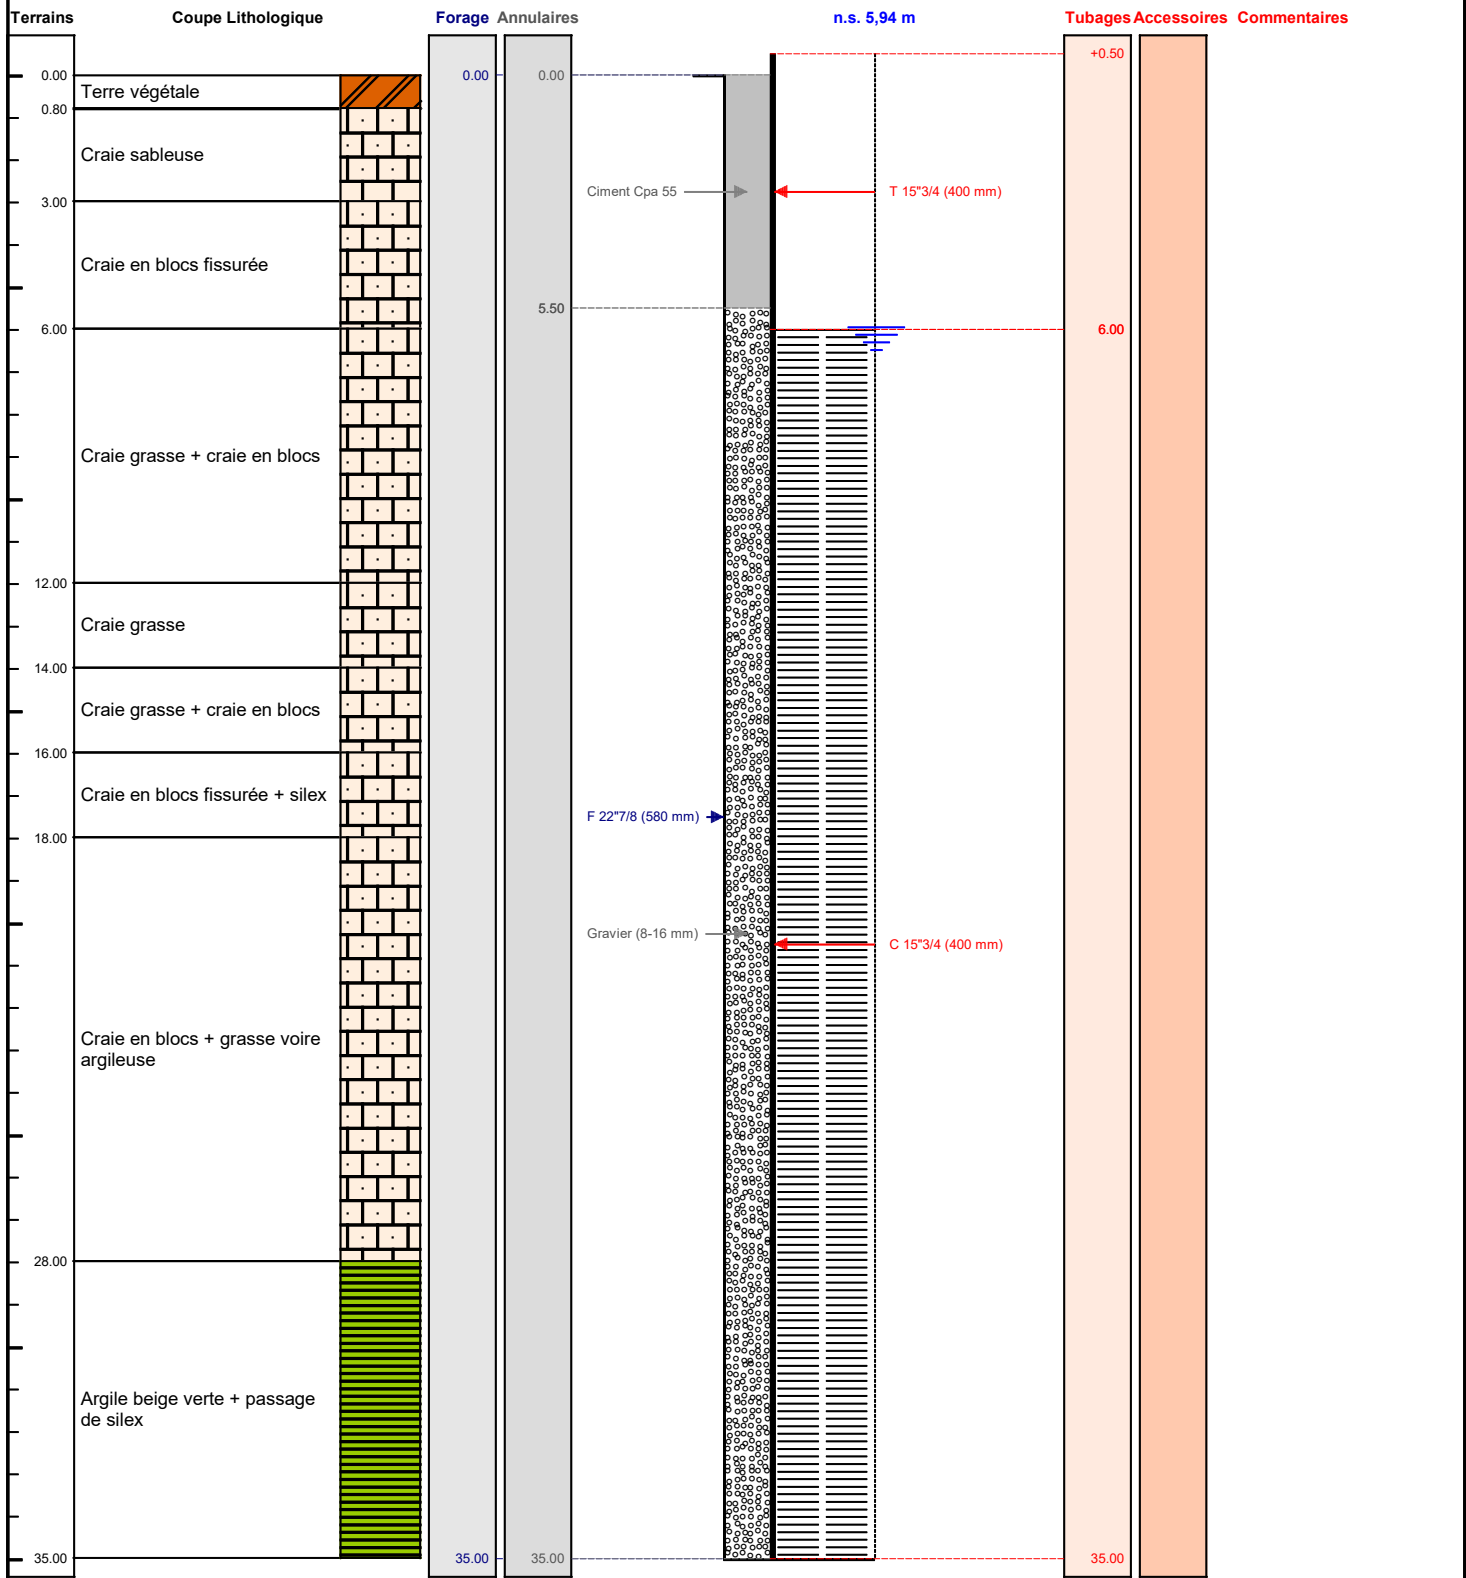 Terrains Coupe Lithologique Forage Annulaires n.s. 5,94 m Tubages Accessoires Commentaires
+0.50
0.00 0.00 0.00
Terre végétale
0.80
Craie sableuse
Ciment Cpa 55 T 15"3/4 (400 mm)
3.00
Craie en blocs fissurée
5.50
6.00 6.00
Craie grasse + craie en blocs
12.00
Craie grasse
14.00
Craie grasse + craie en blocs
16.00
Craie en blocs fissurée + silex
F 22"7/8 (580 mm)
18.00
Gravier (8-16 mm) C 15"3/4 (400 mm)
Craie en blocs + grasse voire
argileuse
28.00
Argile beige verte + passage
de silex
35.00 35.00 35.00 35.00